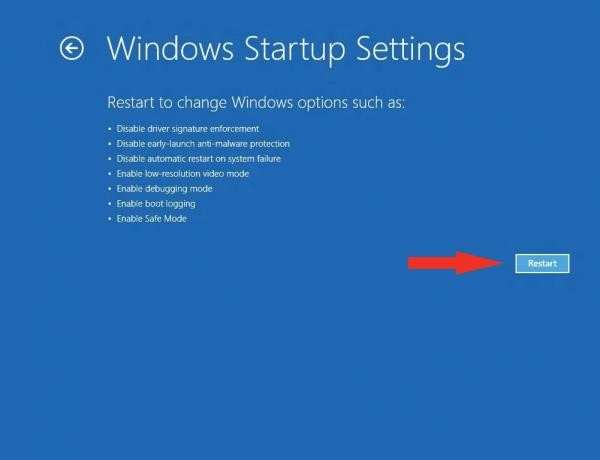 Windows Startup Settings
Restart to change Windows options such as:
• Disable driver signature enforcement
• Disable early-launch anti-malware protection
• Disable automatic restart on system failure
• Enable low-resolution video mode
• Enable debugging mode
• Enable boot logging
• Enable Safe Mode
Restart